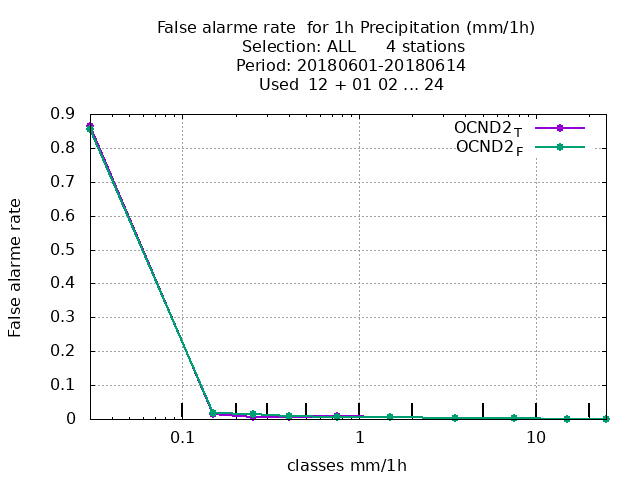 False alarme rate  for 1h Precipitation (mm/1h)
Selection: ALL      4 stations
Period: 20180601-20180614
Used  12 + 01 02 ... 24
OCND2_T
OCND2_F
False alarme rate
0.9
0.8
0.7
0.6
0.5
0.4
0.3
0.2
0.1
0
0.1 1 10
classes mm/1h